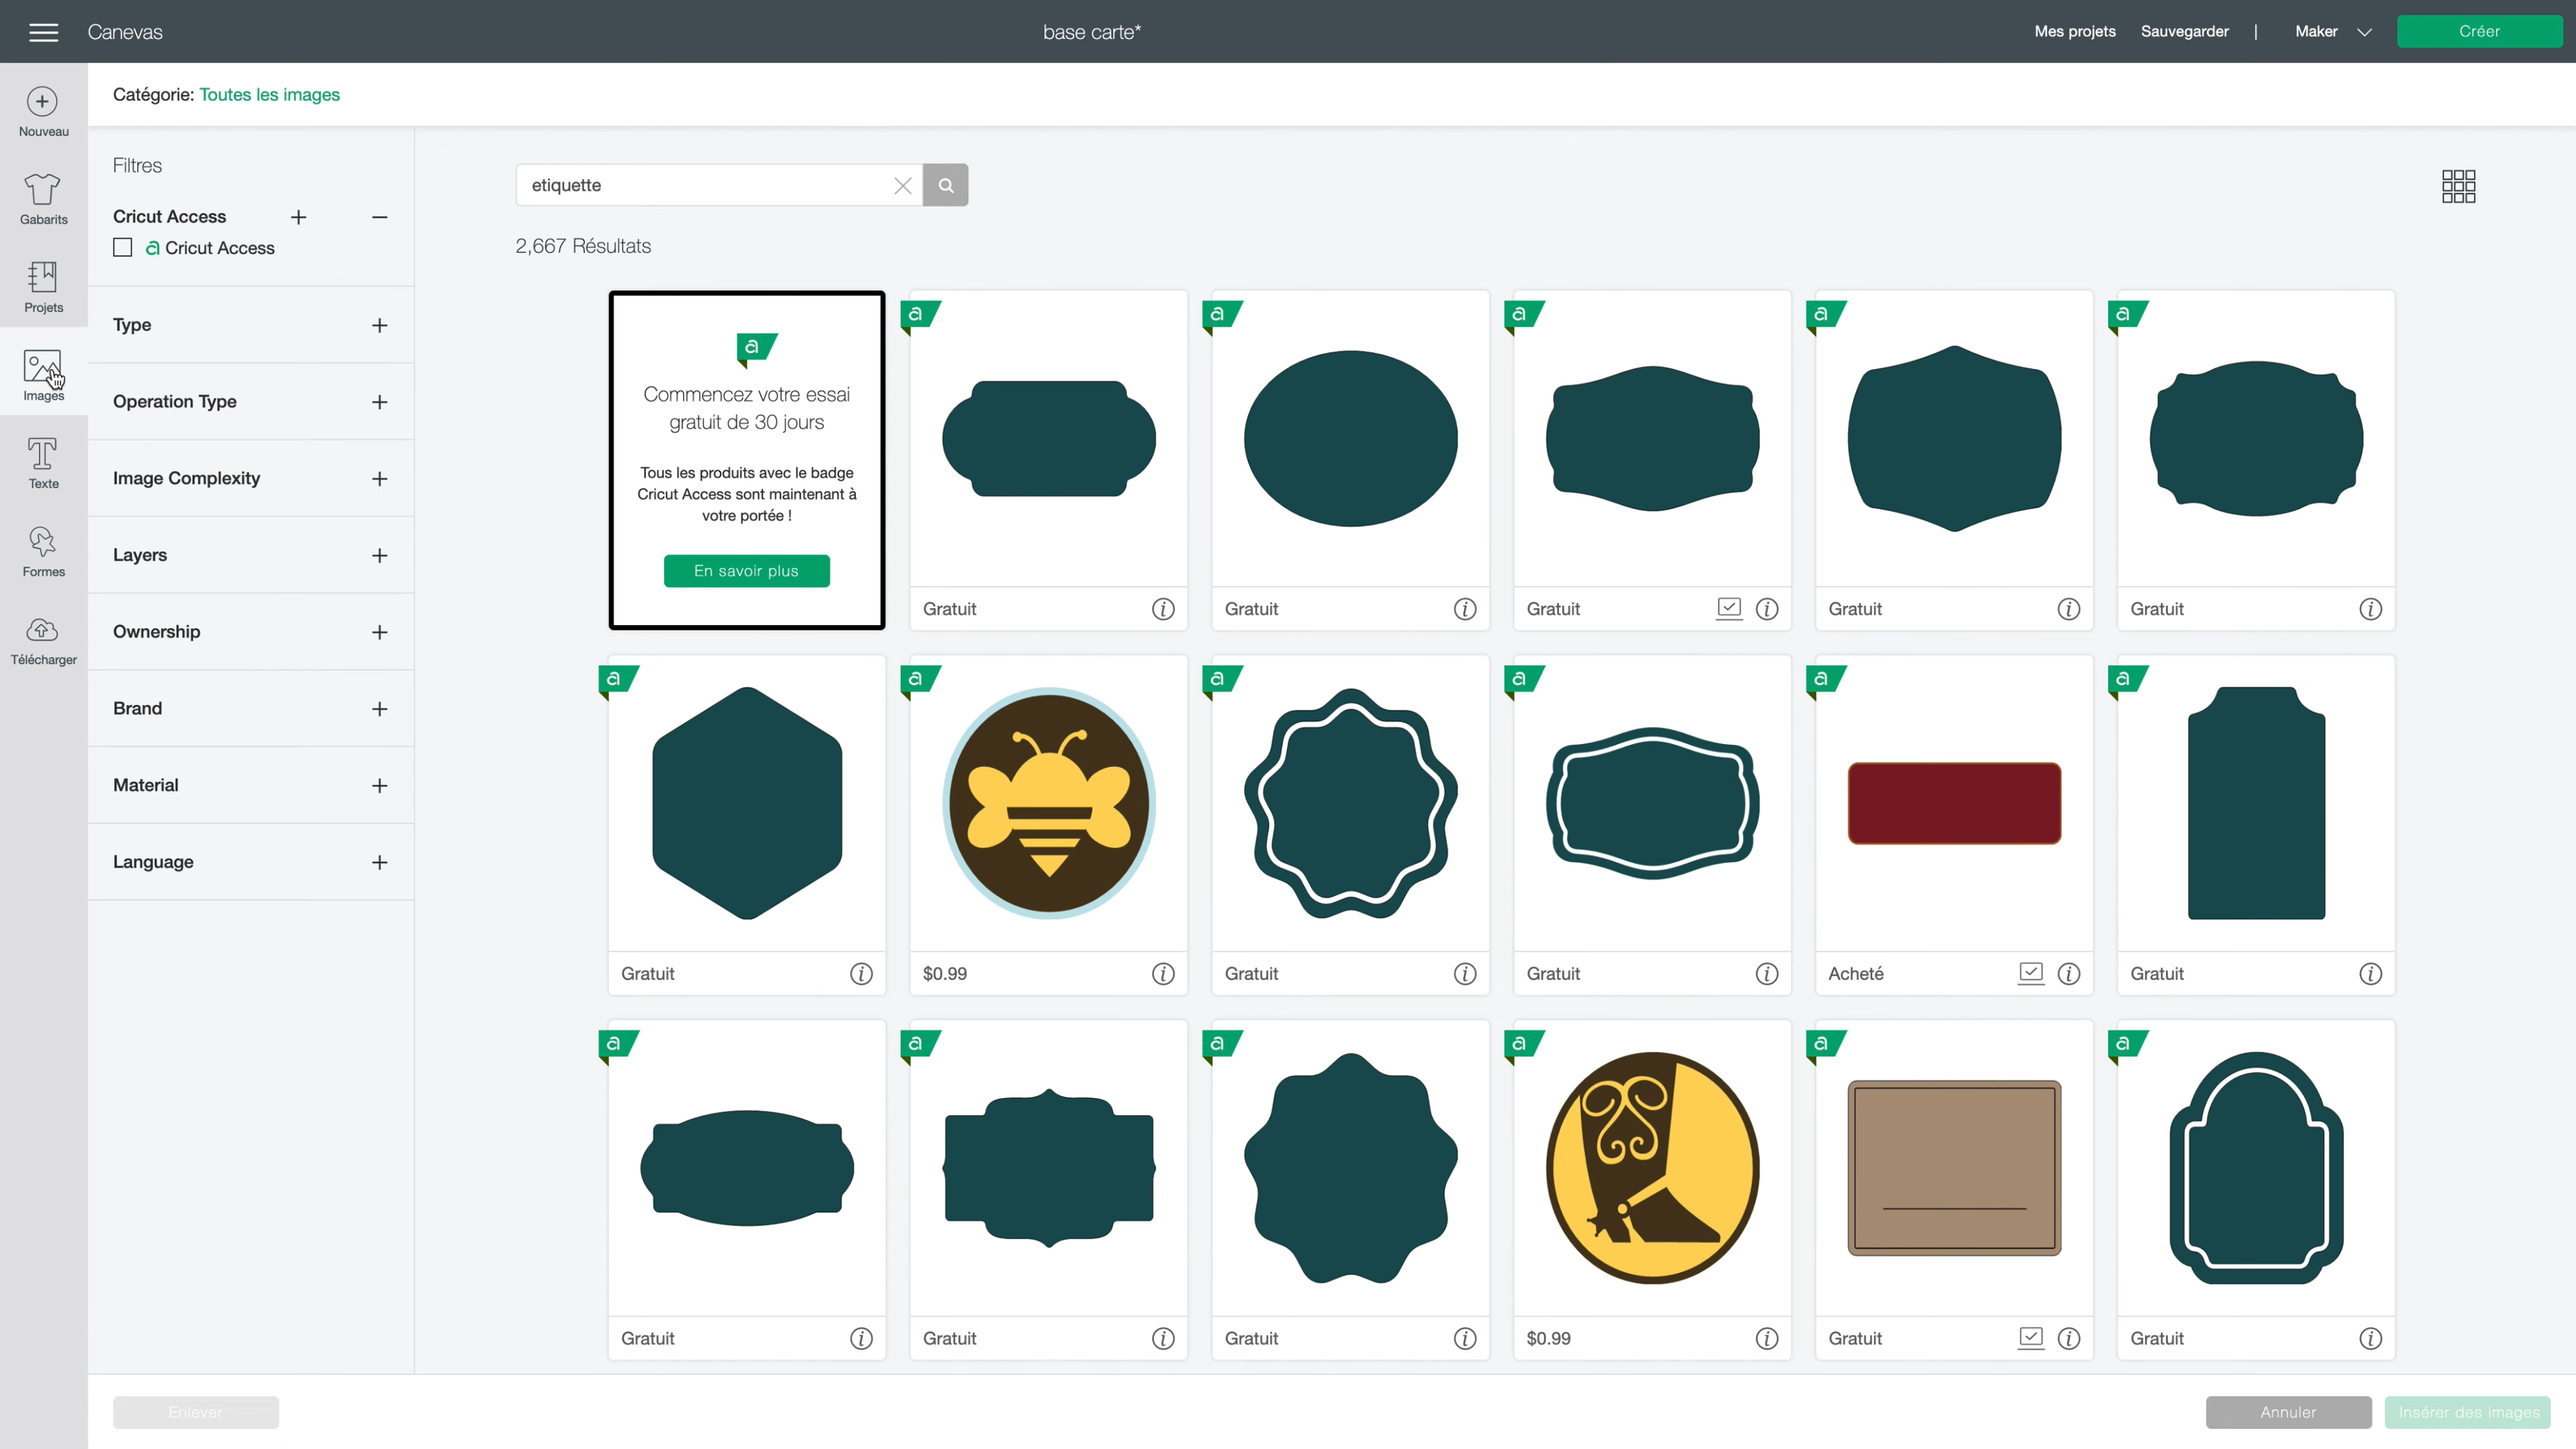 Canevas
base carte*
Mes projets
Sauvegarder
|
Maker
Créer
Nouveau
Gabarits
Projets
Images
Texte
Formes
Télécharger
Catégorie: Toutes les images
Filtres
Cricut Access
a Cricut Access
Type
Operation Type
Image Complexity
Layers
Ownership
Brand
Material
Language
etiquette
2,667 Résultats
a
Commencez votre essai
gratuit de 30 jours
Tous les produits avec le badge
Cricut Access sont maintenant à
votre portée !
En savoir plus
a
Gratuit
a
Gratuit
a
Gratuit
a
Gratuit
a
Gratuit
a
Gratuit
a
$0.99
a
Gratuit
a
Gratuit
a
Acheté
a
Gratuit
a
Gratuit
a
Gratuit
a
Gratuit
a
$0.99
a
Gratuit
a
Gratuit
Enlever
Annuler
Insérer des images